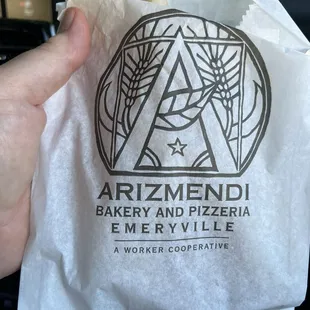 ARIZMENDI
BAKERY AND PIZZERIA
EMERYVILLE
A WORKER COOPERATIVE